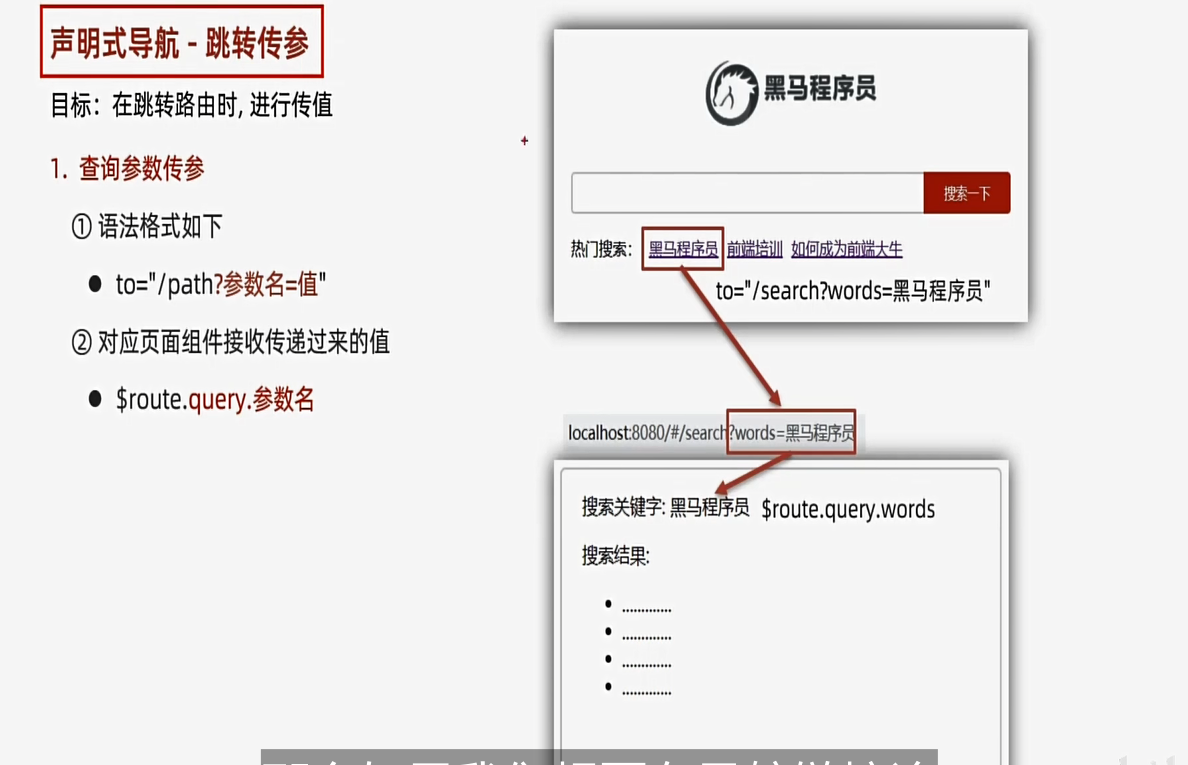 声明式导航 - 跳转传参
目标：在跳转路由时, 进行传值
1. 查询参数传参
① 语法格式如下
● to="/path?参数名=值"
② 对应页面组件接收传递过来的值
● $route.query.参数名
黑马程序员
搜索一下
热门搜索： 黑马程序员 前端培训 如何成为前端大牛
to="/search?words=黑马程序员"
localhost:8080/#/search?words=黑马程序员
搜索关键字: 黑马程序员 $route.query.words
搜索结果:
• .............
• .............
• .............
• .............